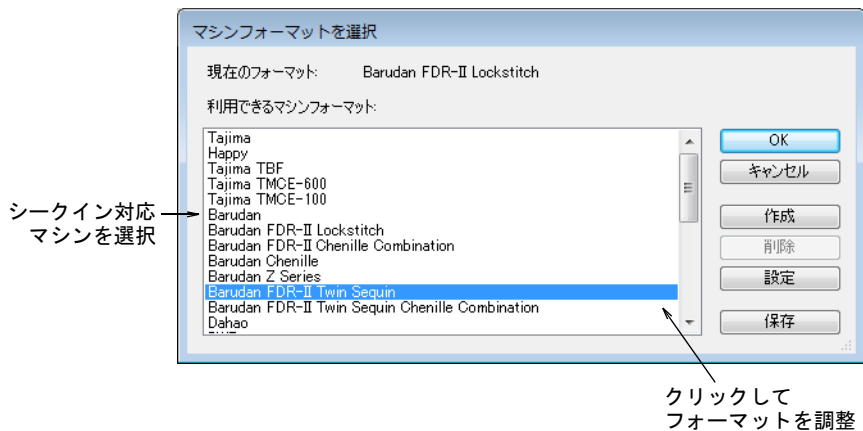 マシンフォーマットを選択
現在のフォーマット: Barudan FDR-Ⅱ Lockstitch
利用できるマシンフォーマット:
Tajima
Happy
Tajima TBF
Tajima TMCE-600
Tajima TMCE-100
Barudan
Barudan FDR-Ⅱ Lockstitch
Barudan FDR-Ⅱ Chenille Combination
Barudan Chenille
Barudan Z Series
Barudan FDR-Ⅱ Twin Sequin
Barudan FDR-Ⅱ Twin Sequin Chenille Combination
Dahao
OK
キャンセル
作成
削除
設定
保存
シークイン対応
マシンを選択
クリックして
フォーマットを調整